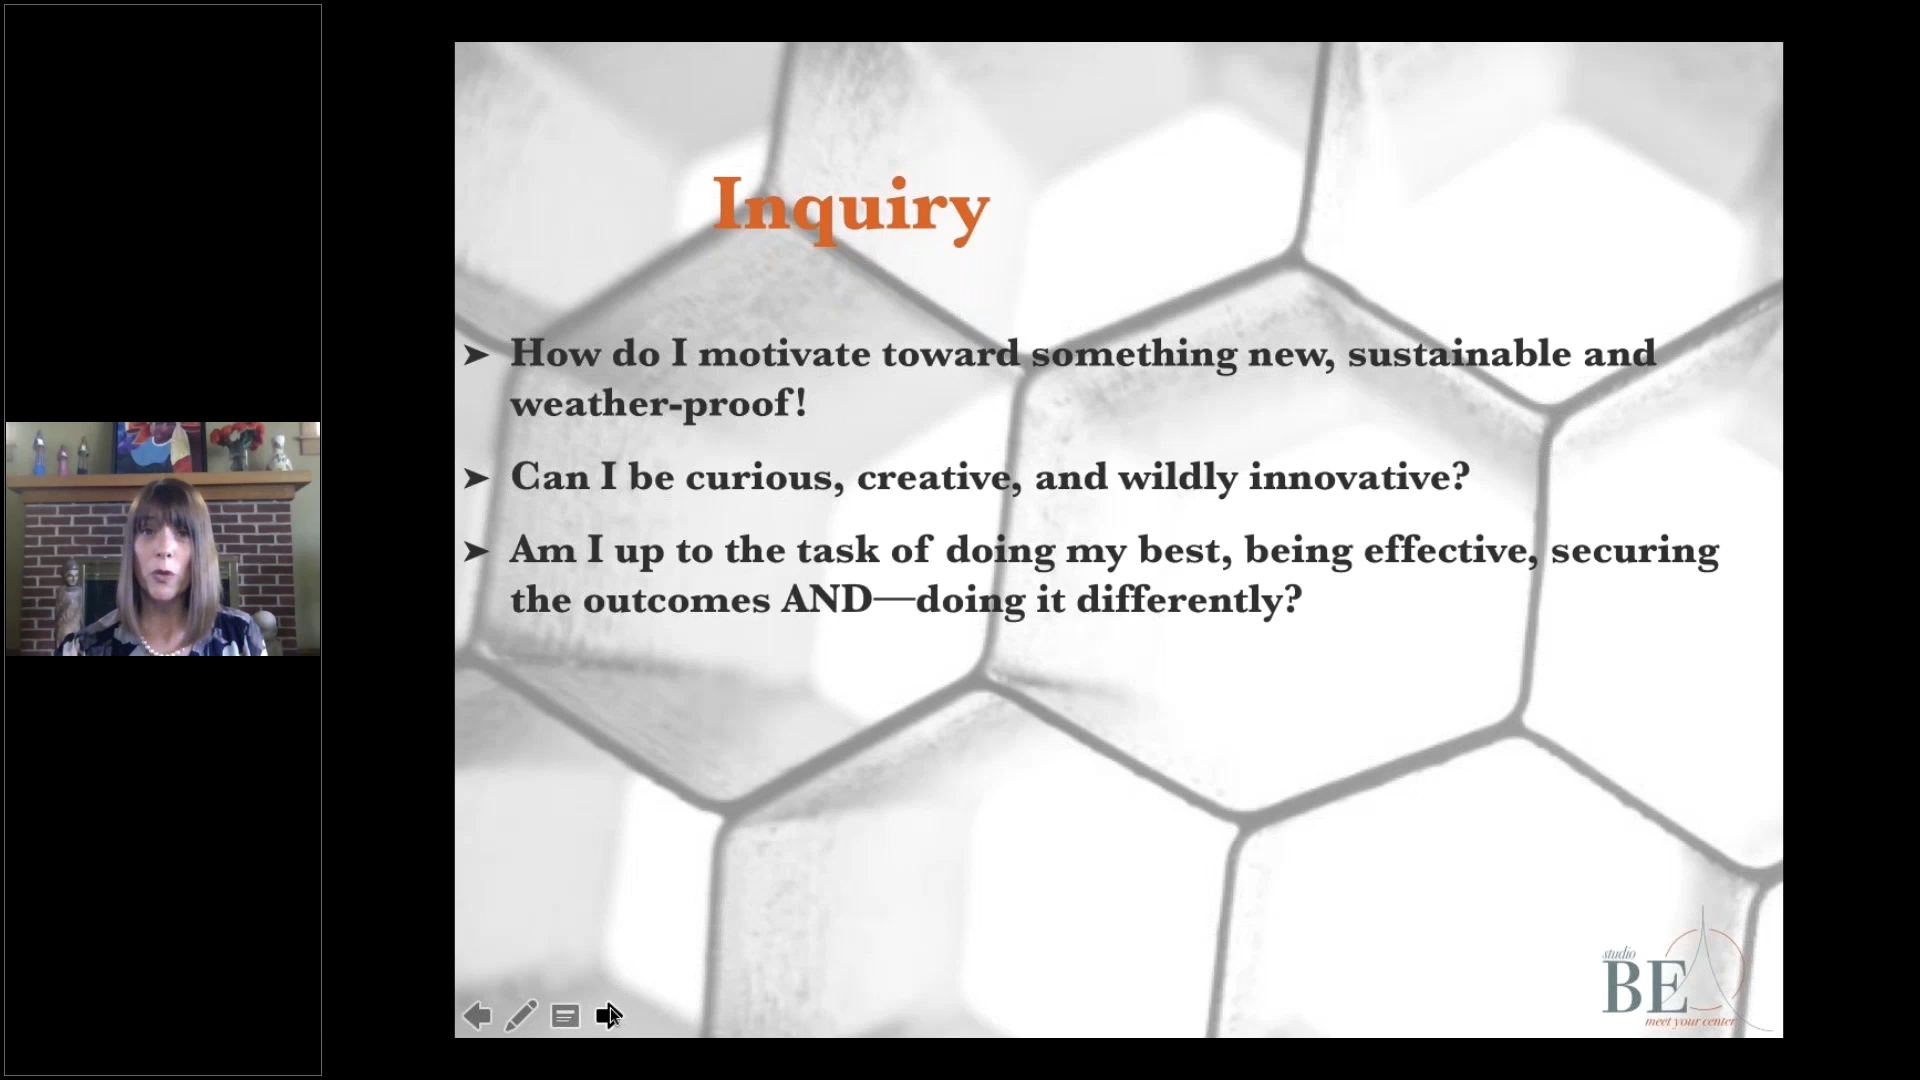 Inquiry
➤ How do I motivate toward something new, sustainable and
weather-proof!
➤ Can I be curious, creative, and wildly innovative?
➤ Am I up to the task of doing my best, being effective, securing
the outcomes AND—doing it differently?
studio
BE
meet your center